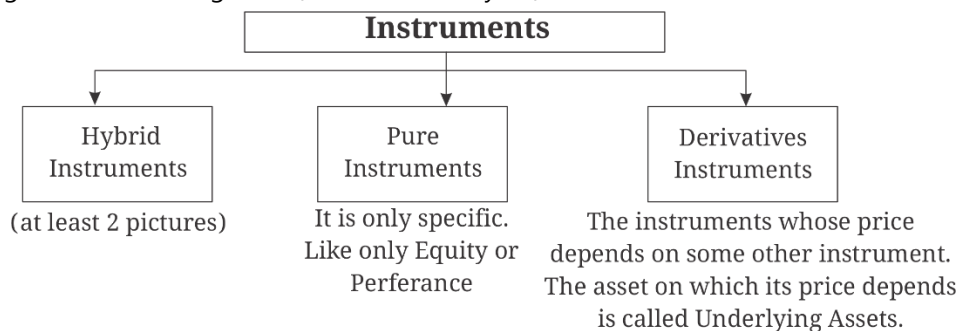 Instruments
Hybrid
Instruments
(at least 2 pictures)
Pure
Instruments
It is only specific.
Like only Equity or
Perferance
Derivatives
Instruments
The instruments whose price
depends on some other instrument.
The asset on which its price depends
is called Underlying Assets.